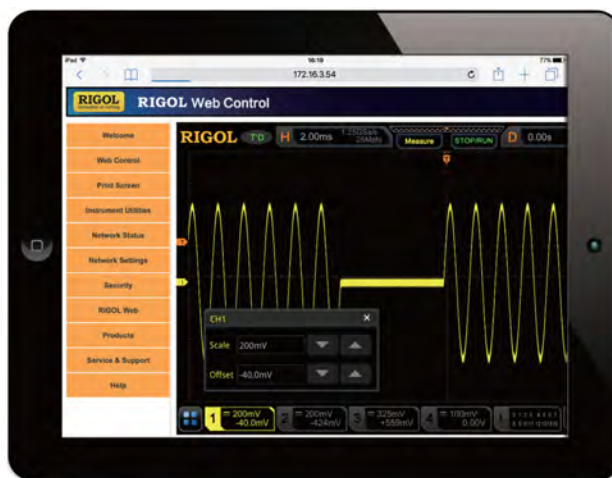 iPad
16:19
77%
172.16.3.54
RIGOL
RIGOL Web Control
Welcome
Web Control
Print Screen
Instrument Utilities
Network Status
Network Settings
Security
RIGOL Web
Products
Service & Support
Help
RIGOL T'D H 2.00ms Measure STOP/RUN D 0.00s
T
CH1
Scale 200mV
Offset -40.0mV
1 200mV
-40.0mV
2 200mV
-424mV
3 325mV
+559mV
4 100mV
0.00V
L